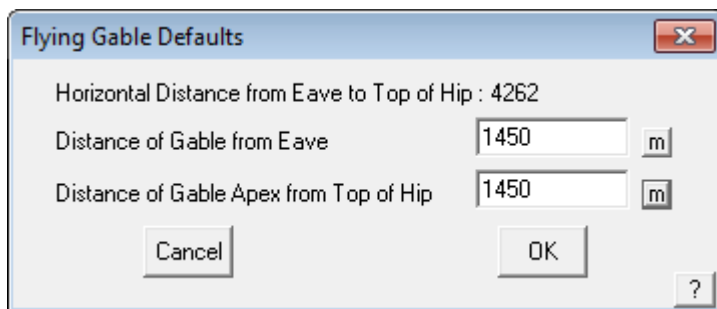 Flying Gable Defaults
Horizontal Distance from Eave to Top of Hip : 4262
Distance of Gable from Eave 1450 m
Distance of Gable Apex from Top of Hip 1450 m
Cancel OK
?